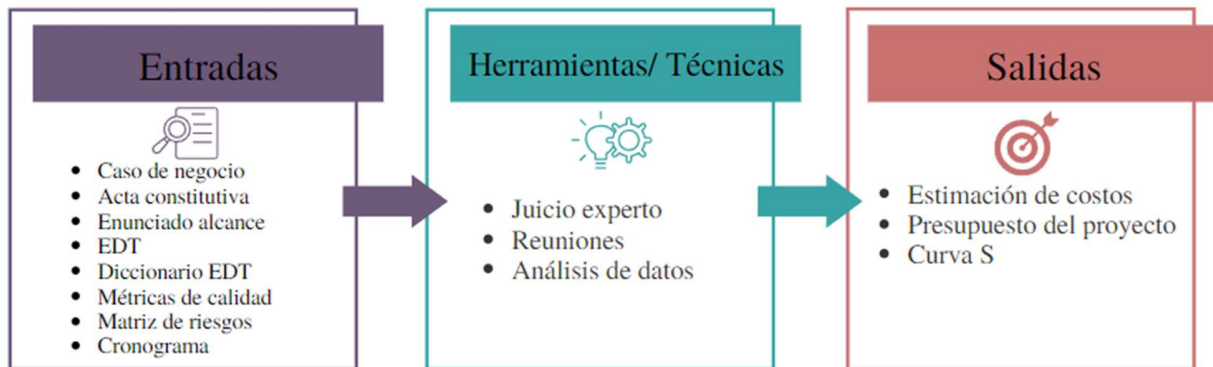 Entradas
• Caso de negocio
• Acta constitutiva
• Enunciado alcance
• EDT
• Diccionario EDT
• Métricas de calidad
• Matriz de riesgos
• Cronograma
Herramientas/ Técnicas
• Juicio experto
• Reuniones
• Análisis de datos
Salidas
• Estimación de costos
• Presupuesto del proyecto
• Curva S